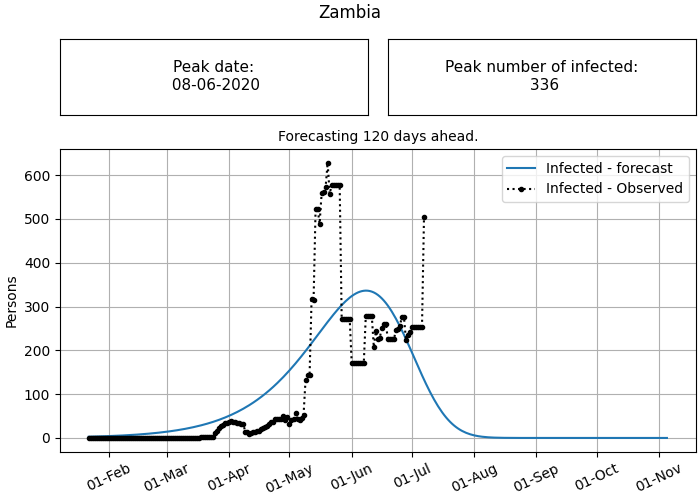 Zambia
Peak date:
08-06-2020
Peak number of infected:
336
Forecasting 120 days ahead.
Infected - forecast
Infected - Observed
Persons
600
500
400
300
200
100
0
01-Feb
01-Mar
01-Apr
01-May
01-Jun
01-Jul
01-Aug
01-Sep
01-Oct
01-Nov